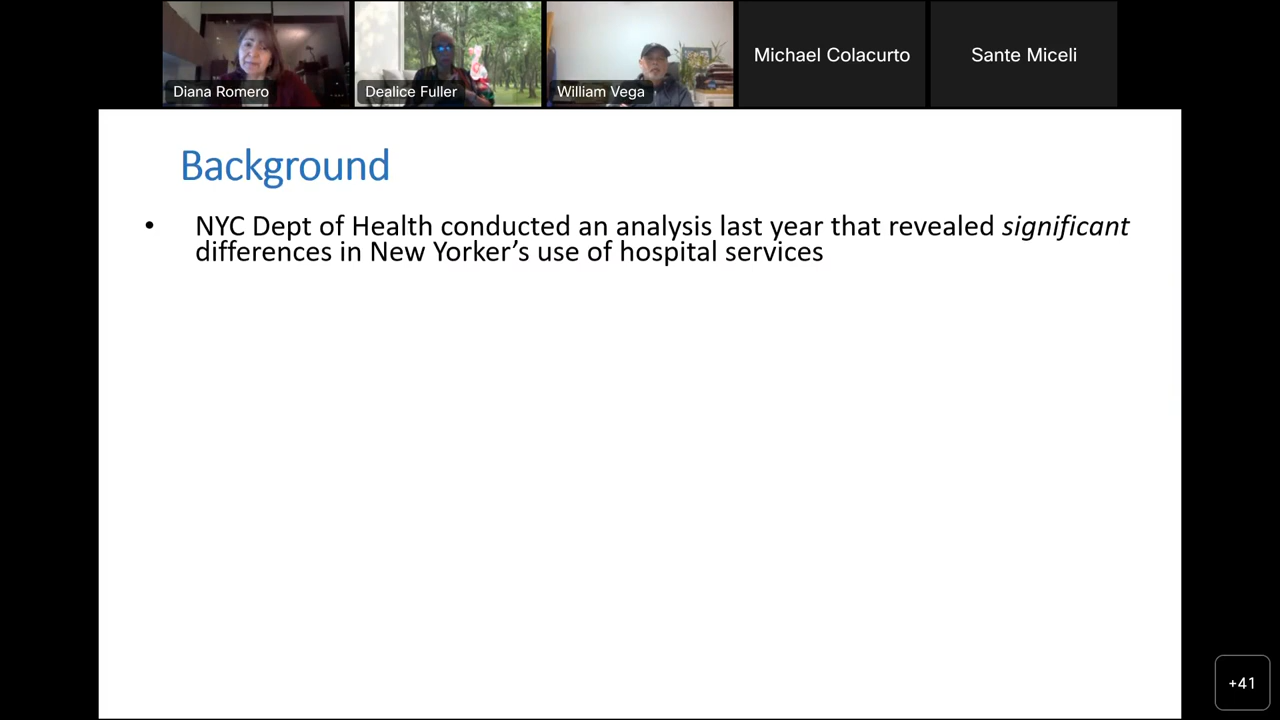 Diana Romero
Dealice Fuller
William Vega
Michael Colacurto
Sante Miceli
Background
• NYC Dept of Health conducted an analysis last year that revealed significant
differences in New Yorker’s use of hospital services
+41